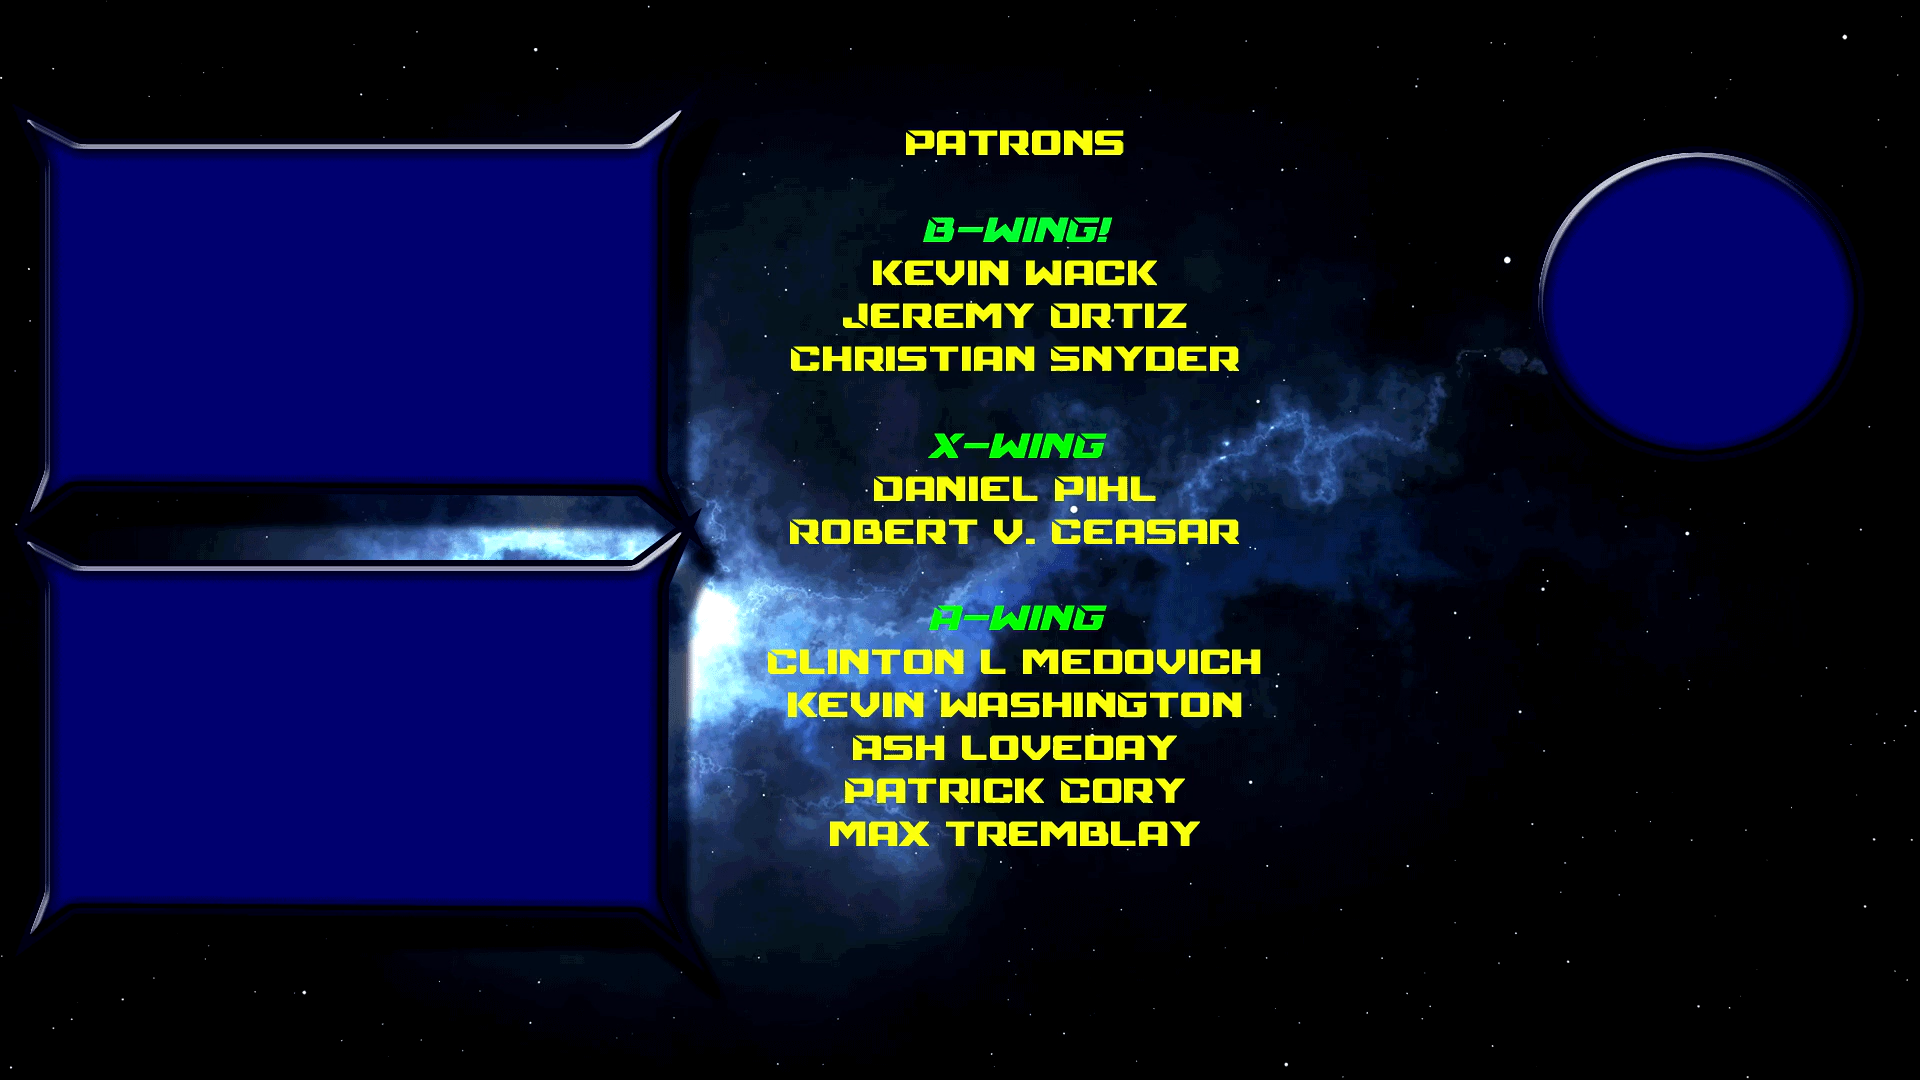 PATRONS
B-WING!
KEVIN WACK
JEREMY ORTIZ
CHRISTIAN SNYDER
X-WING
DANIEL PIHL
ROBERT V. CEASAR
A-WING
CLINTON L MEDOVICH
KEVIN WASHINGTON
ASH LOVEDAY
PATRICK CORY
MAX TREMBLAY